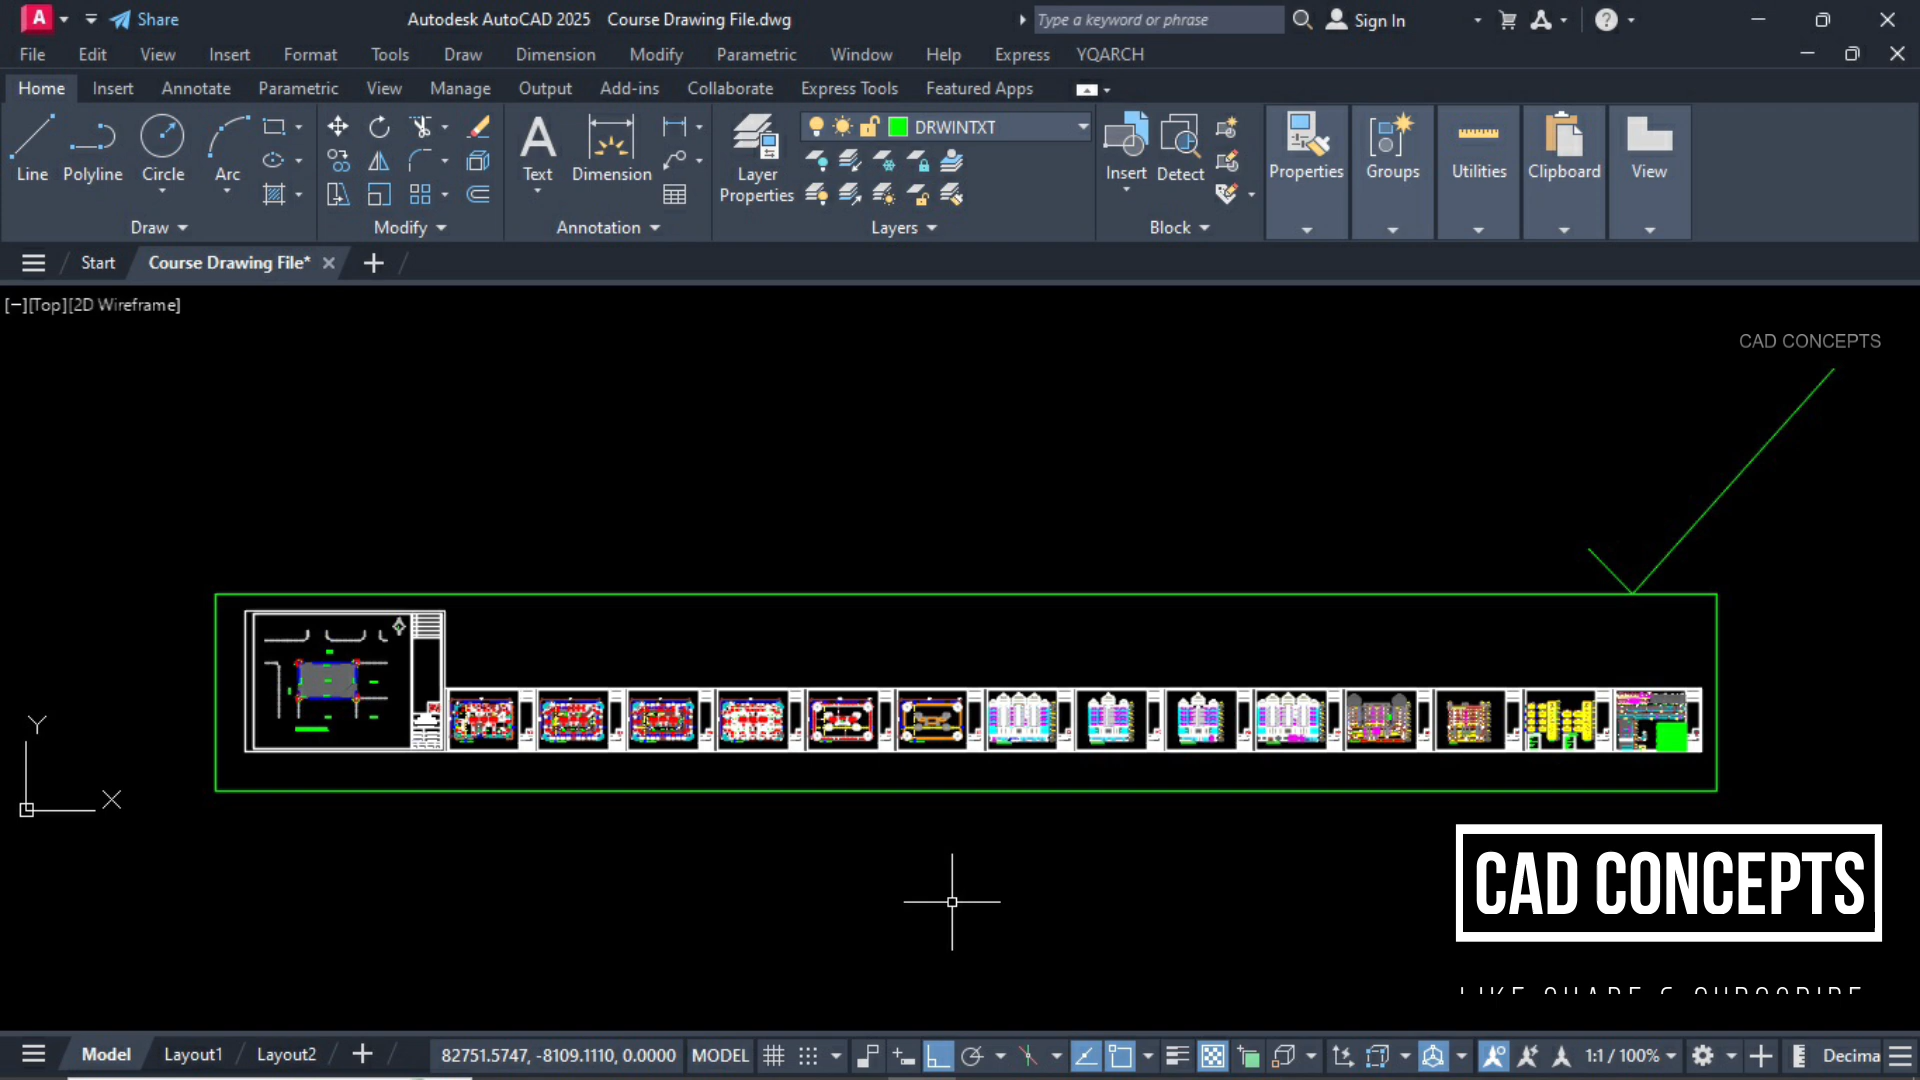 Share
Autodesk AutoCAD 2025 Course Drawing File.dwg
Type a keyword or phrase
Sign In
File Edit View Insert Format Tools Draw Dimension Modify Parametric Window Help Express YQARCH
Home Insert Annotate Parametric View Manage Output Add-ins Collaborate Express Tools Featured Apps
DRWINTXT
Line Polyline Circle Arc
Text Dimension
Layer Properties
Insert Detect
Properties Groups Utilities Clipboard View
Draw Modify Annotation Layers Block
Start Course Drawing File*
[−][Top][2D Wireframe]
CAD CONCEPTS
Y
X
CAD CONCEPTS
LIKE SHARE & SUBSCRIBE
Model Layout1 Layout2 82751.5747, -8109.1110, 0.0000 MODEL 1:1 / 100% Decima